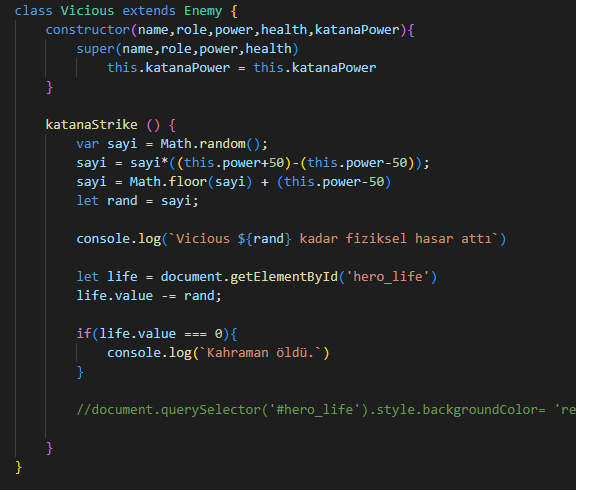 class Vicious extends Enemy {
constructor(name,role,power,health,katanaPower){
super(name,role,power,health)
this.katanaPower = this.katanaPower
}
katanaStrike () {
var sayi = Math.random();
sayi = sayi*((this.power+50)-(this.power-50));
sayi = Math.floor(sayi) + (this.power-50)
let rand = sayi;
console.log(`Vicious ${rand} kadar fiziksel hasar attı`)
let life = document.getElementById('hero_life')
life.value -= rand;
if(life.value === 0){
console.log(`Kahraman öldü.`)
}
//document.querySelector('#hero_life').style.backgroundColor= 're
}
}